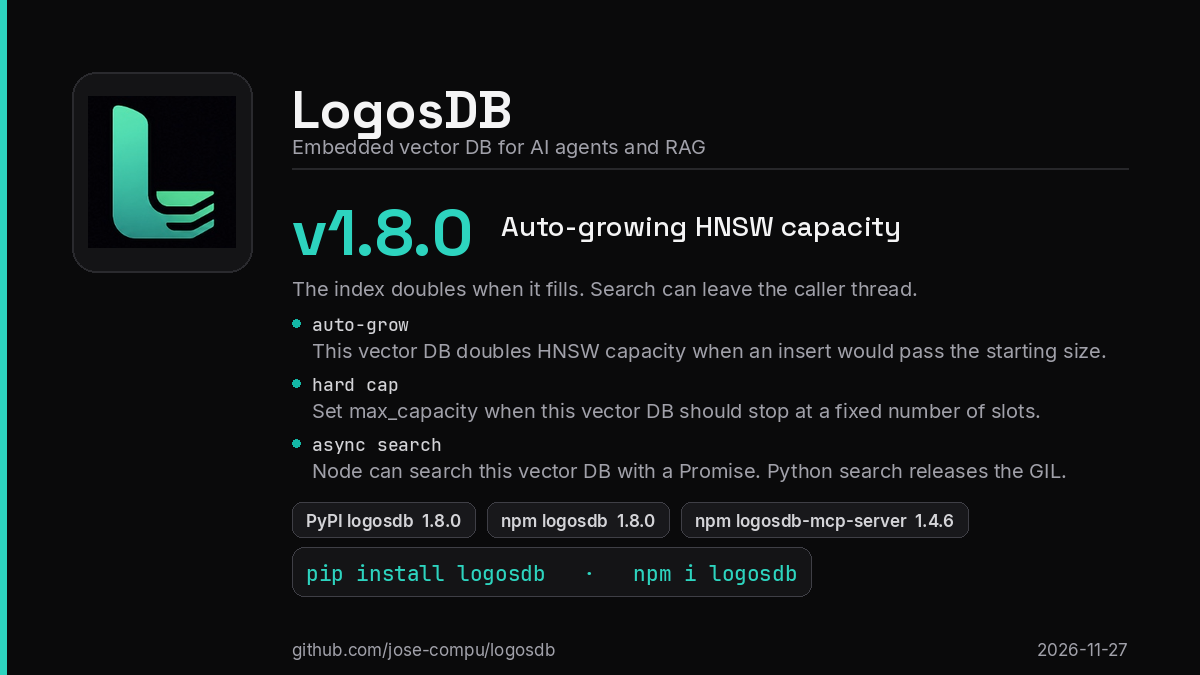 LogosDB
Embedded vector DB for AI agents and RAG
v1.8.0 Auto-growing HNSW capacity
The index doubles when it fills. Search can leave the caller thread.
auto-grow
This vector DB doubles HNSW capacity when an insert would pass the starting size.
hard cap
Set max_capacity when this vector DB should stop at a fixed number of slots.
async search
Node can search this vector DB with a Promise. Python search releases the GIL.
PyPI logosdb 1.8.0 npm logosdb 1.8.0 npm logosdb-mcp-server 1.4.6
pip install logosdb · npm i logosdb
github.com/jose-compu/logosdb 2026-11-27